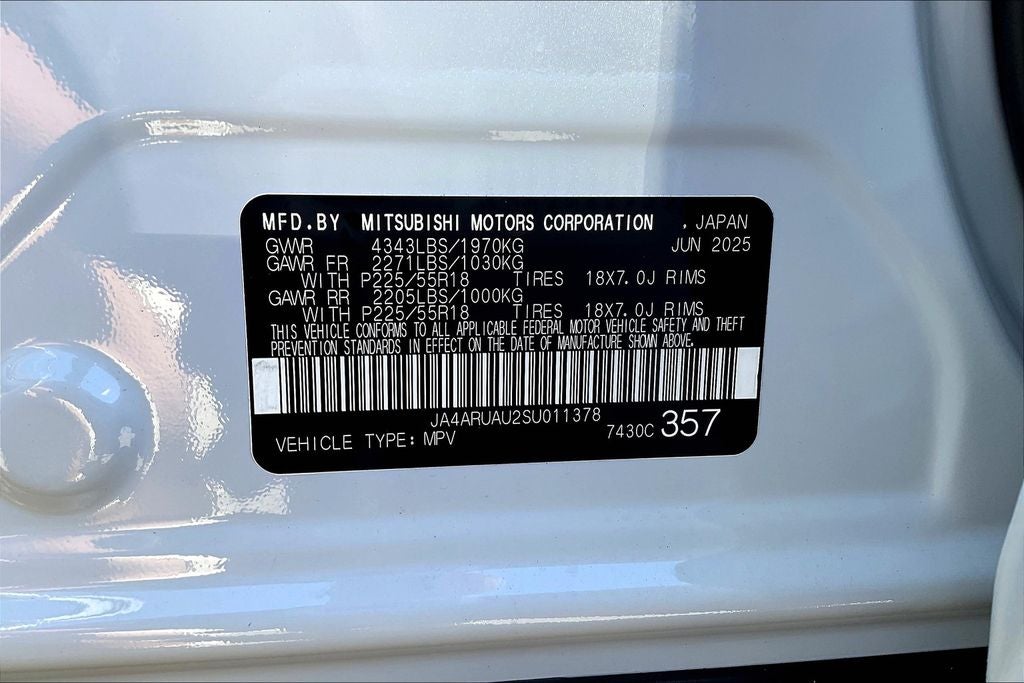 MFD.BY MITSUBISHI MOTORS CORPORATION , JAPAN
GVWR 4343LBS/1970KG JUN 2025
GAWR FR 2271LBS/1030KG
WITH P225/55R18 TIRES 18X7.0J RIMS
GAWR RR 2205LBS/1000KG
WITH P225/55R18 TIRES 18X7.0J RIMS
THIS VEHICLE CONFORMS TO ALL APPLICABLE FEDERAL MOTOR VEHICLE SAFETY AND THEFT
PREVENTION STANDARDS IN EFFECT ON THE DATE OF MANUFACTURE SHOWN ABOVE.
JA4ARUAU2SU011378
VEHICLE TYPE: MPV 7430C 357